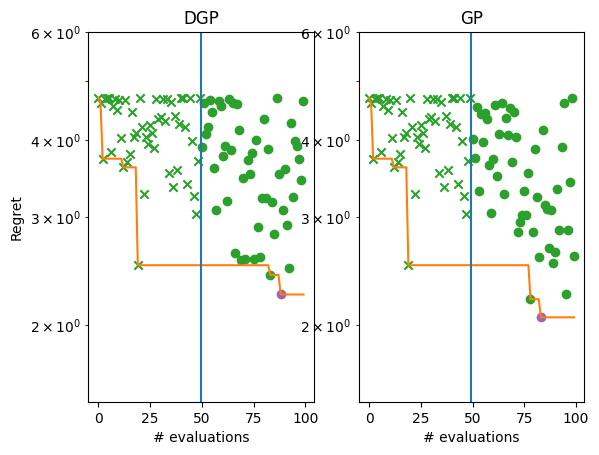 DGP
GP
6 × 10⁰
6 × 10⁰
4 × 10⁰
4 × 10⁰
3 × 10⁰
3 × 10⁰
2 × 10⁰
2 × 10⁰
Regret
0 25 50 75 100
0 25 50 75 100
# evaluations
# evaluations